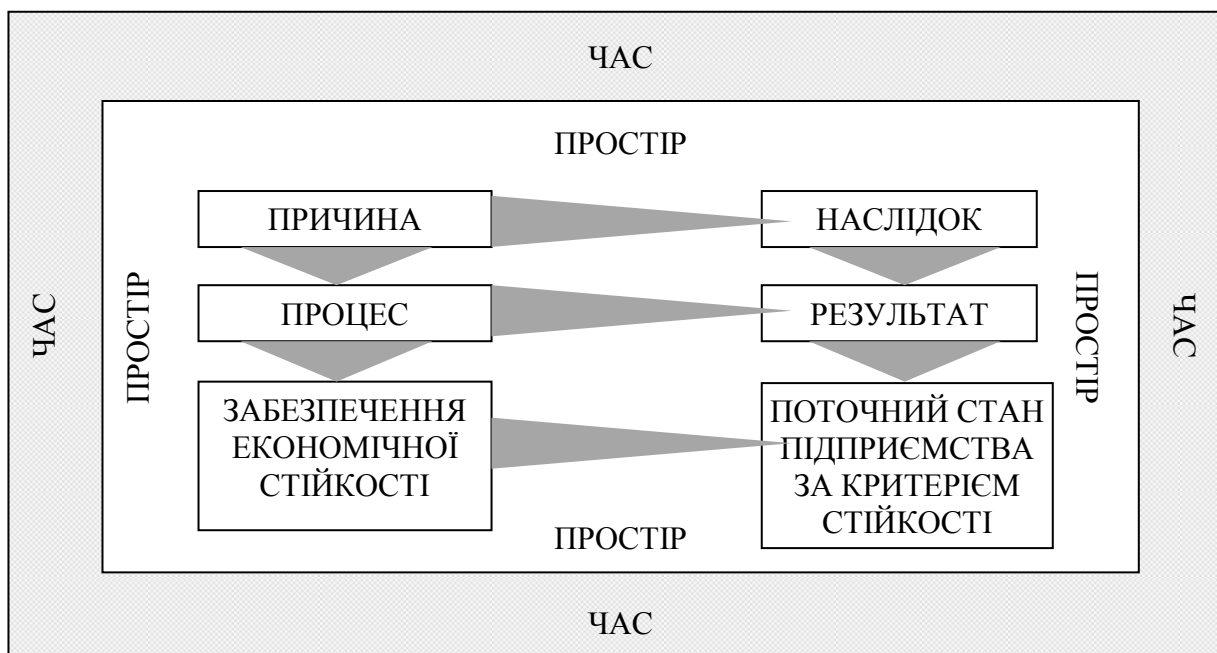 ЧАС
ПРОСТІР
ПРИЧИНА
НАСЛІДОК
ЧАС
ПРОСТІР
ПРОЦЕС
РЕЗУЛЬТАТ
ПРОСТІР
ЧАС
ЗАБЕЗПЕЧЕННЯ
ЕКОНОМІЧНОЇ
СТІЙКОСТІ
ПОТОЧНИЙ СТАН
ПІДПРИЄМСТВА
ЗА КРИТЕРІЄМ
СТІЙКОСТІ
ПРОСТІР
ЧАС